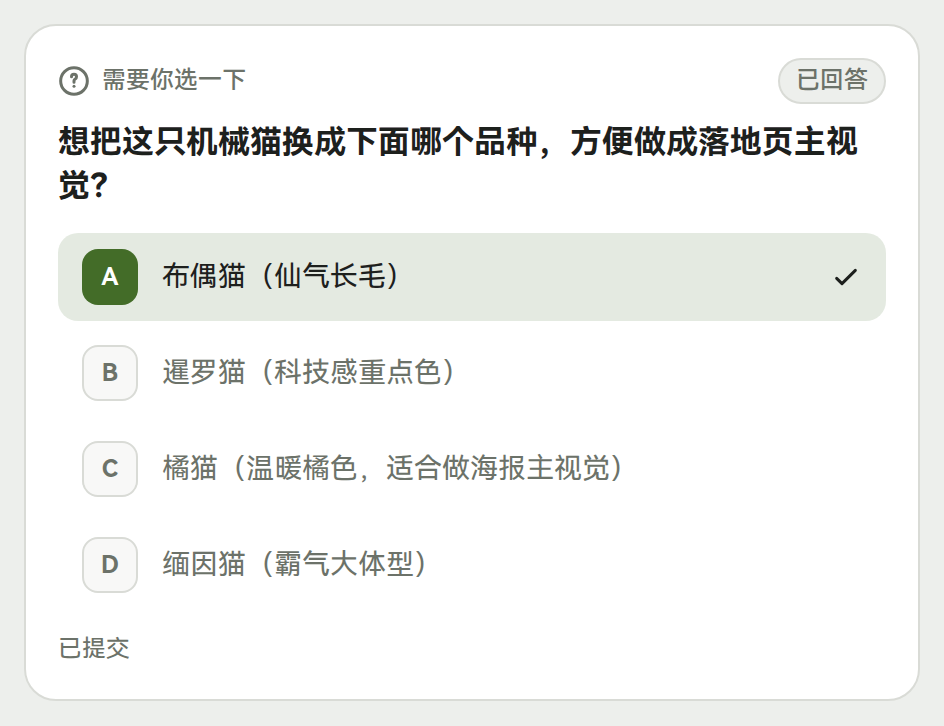 需要你选一下
已回答
想把这只机械猫换成下面哪个品种，方便做成落地页主视
觉？
A 布偶猫（仙气长毛）
B 暹罗猫（科技感重点色）
C 橘猫（温暖橘色，适合做海报主视觉）
D 缅因猫（霸气大体型）
已提交